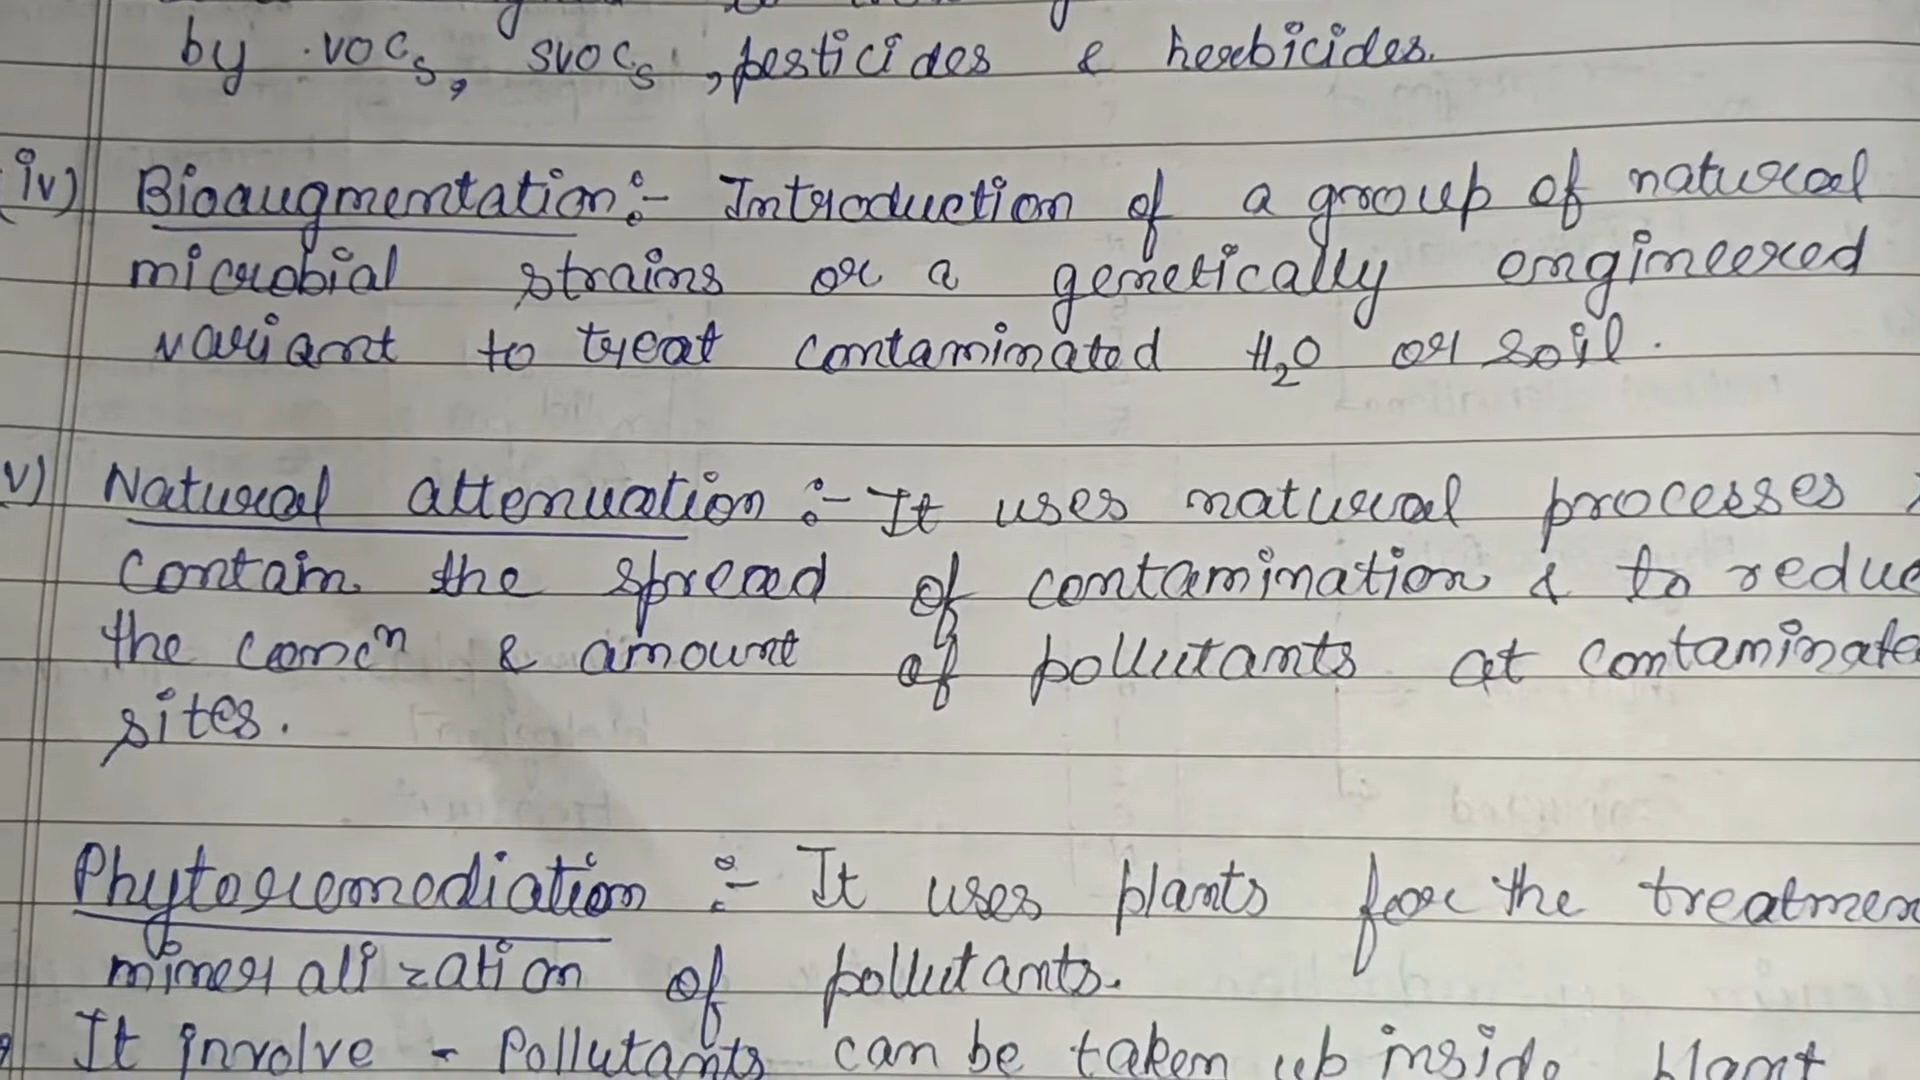 by VOCs, SVOCs, pesticides & herbicides.
iv) Bioaugmentation :- Introduction of a group of natural
microbial strains or a genetically engineered
variant to treat contaminated H₂O or soil.
v) Natural attenuation :- It uses natural processes
contain the spread of contamination & to reduc
the concⁿ & amount of pollutants at contaminate
sites.
Phytoremediation :- It uses plants for the treatmen
mineralization of pollutants.
It involve - Pollutants can be taken up inside plant